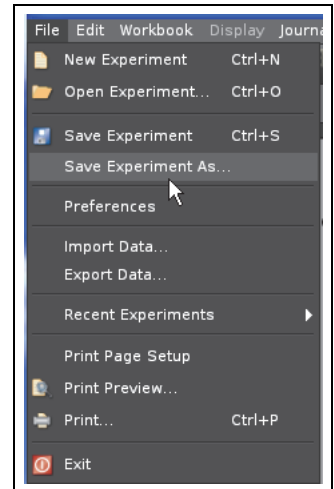 File Edit Workbook Display Journa
New Experiment Ctrl+N
Open Experiment... Ctrl+O
Save Experiment Ctrl+S
Save Experiment As...
Preferences
Import Data...
Export Data...
Recent Experiments
Print Page Setup
Print Preview...
Print... Ctrl+P
Exit